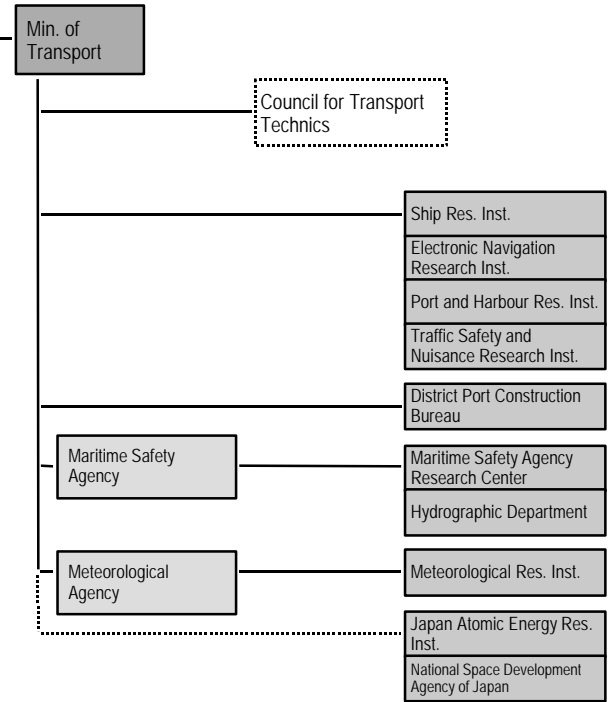 Min. of
Transport
Council for Transport
Technics
Ship Res. Inst.
Electronic Navigation
Research Inst.
Port and Harbour Res. Inst.
Traffic Safety and
Nuisance Research Inst.
District Port Construction
Bureau
Maritime Safety
Agency
Maritime Safety Agency
Research Center
Hydrographic Department
Meteorological
Agency
Meteorological Res. Inst.
Japan Atomic Energy Res.
Inst.
National Space Development
Agency of Japan